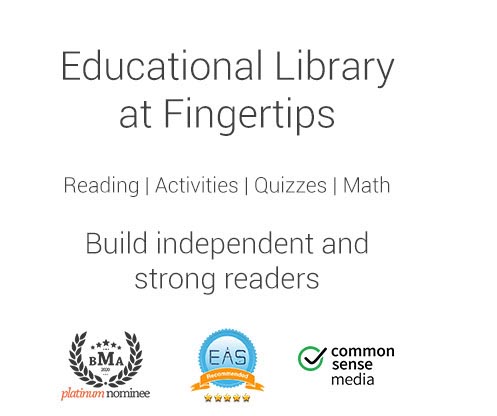 Educational Library
at Fingertips
Reading | Activities | Quizzes | Math
Build independent and
strong readers
BMA
2020
platinum nominee
EAS
Recommended
common
sense
media